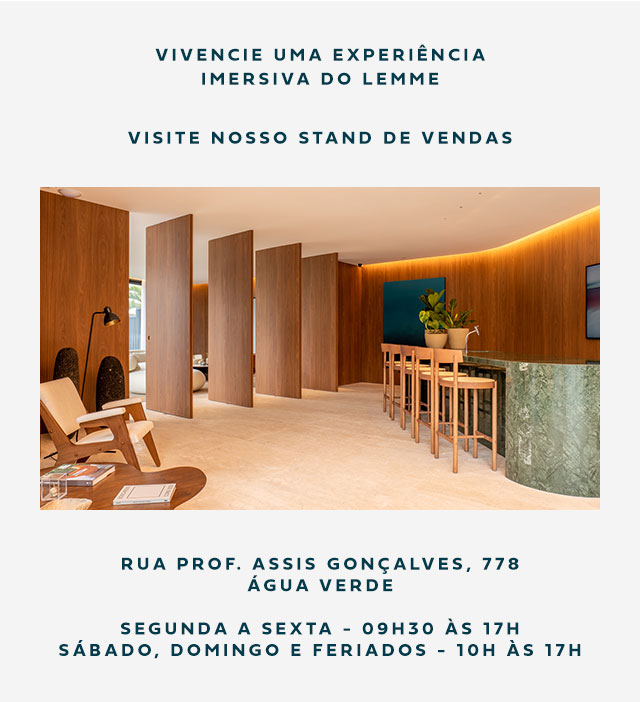 VIVENCIE UMA EXPERIÊNCIA
IMERSIVA DO LEMME
VISITE NOSSO STAND DE VENDAS
RUA PROF. ASSIS GONÇALVES, 778
ÁGUA VERDE
SEGUNDA A SEXTA - 09H30 ÀS 17H
SÁBADO, DOMINGO E FERIADOS - 10H ÀS 17H